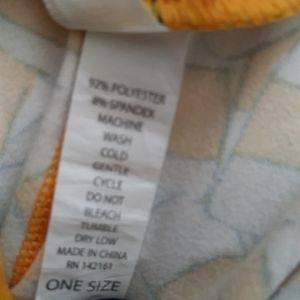 92% POLYESTER
8% SPANDEX
MACHINE
WASH
COLD
GENTLE
CYCLE
DO NOT
BLEACH
TUMBLE
DRY LOW
MADE IN CHINA
RN 142161
ONE SIZE